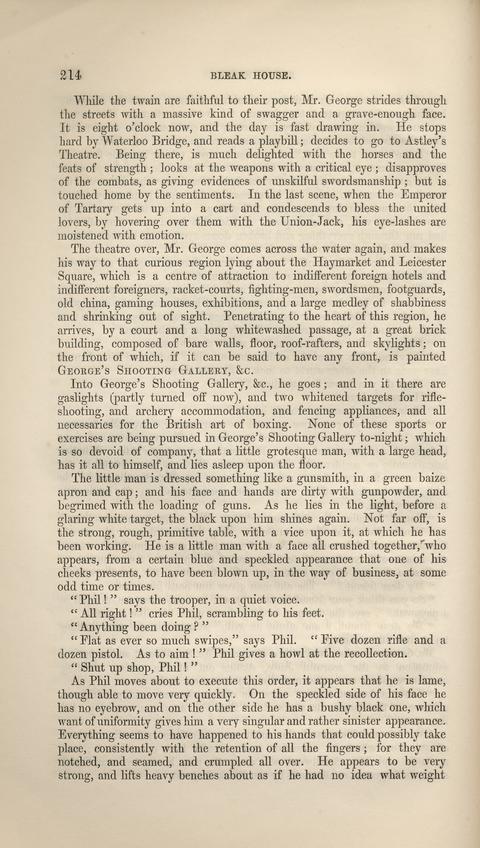 214 BLEAK HOUSE.
While the twain are faithful to their post, Mr. George strides through
the streets with a massive kind of swagger and a grave-enough face.
It is eight o'clock now, and the day is fast drawing in. He stops
hard by Waterloo Bridge, and reads a playbill; decides to go to Astley's
Theatre. Being there, is much delighted with the horses and the
feats of strength; looks at the weapons with a critical eye; disapproves
of the combats, as giving evidences of unskilful swordsmanship; but is
touched home by the sentiments. In the last scene, when the Emperor
of Tartary gets up into a cart and condescends to bless the united
lovers, by hovering over them with the Union-Jack, his eye-lashes are
moistened with emotion.
The theatre over, Mr. George comes across the water again, and makes
his way to that curious region lying about the Haymarket and Leicester
Square, which is a centre of attraction to indifferent foreign hotels and
indifferent foreigners, racket-courts, fighting-men, swordsmen, footguards,
old china, gaming houses, exhibitions, and a large medley of shabbiness
and shrinking out of sight. Penetrating to the heart of this region, he
arrives, by a court and a long whitewashed passage, at a great brick
building, composed of bare walls, floor, roof-rafters, and skylights; on
the front of which, if it can be said to have any front, is painted
GEORGE'S SHOOTING GALLERY, &C.
Into George's Shooting Gallery, &c., he goes; and in it there are
gaslights (partly turned off now), and two whitened targets for rifle-
shooting, and archery accommodation, and fencing appliances, and all
necessaries for the British art of boxing. None of these sports or
exercises are being pursued in George's Shooting Gallery to-night; which
is so devoid of company, that a little grotesque man, with a large head,
has it all to himself, and lies asleep upon the floor.
The little man is dressed something like a gunsmith, in a green baize
apron and cap; and his face and hands are dirty with gunpowder, and
begrimed with the loading of guns. As he lies in the light, before a
glaring white target, the black upon him shines again. Not far off, is
the strong, rough, primitive table, with a vice upon it, at which he has
been working. He is a little man with a face all crushed together, who
appears, from a certain blue and speckled appearance that one of his
cheeks presents, to have been blown up, in the way of business, at some
odd time or times.
"Phil!" says the trooper, in a quiet voice.
"All right!" cries Phil, scrambling to his feet.
"Anything been doing?"
"Flat as ever so much swipes," says Phil. "Five dozen rifle and a
dozen pistol. As to aim!" Phil gives a howl at the recollection.
"Shut up shop, Phil!"
As Phil moves about to execute this order, it appears that he is lame,
though able to move very quickly. On the speckled side of his face he
has no eyebrow, and on the other side he has a bushy black one, which
want of uniformity gives him a very singular and rather sinister appearance.
Everything seems to have happened to his hands that could possibly take
place, consistently with the retention of all the fingers; for they are
notched, and seamed, and crumpled all over. He appears to be very
strong, and lifts heavy benches about as if he had no idea what weight